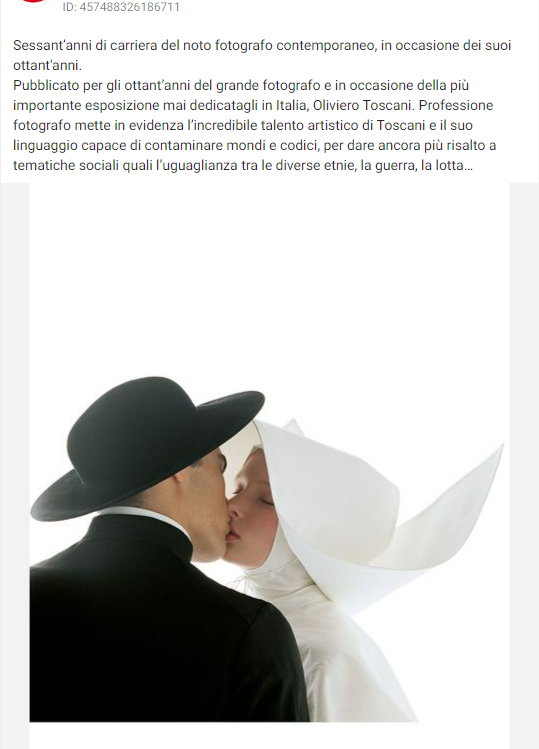 ID: 457488326186711
Sessant’anni di carriera del noto fotografo contemporaneo, in occasione dei suoi
ottant'anni.
Pubblicato per gli ottant’anni del grande fotografo e in occasione della più
importante esposizione mai dedicatagli in Italia, Oliviero Toscani. Professione
fotografo mette in evidenza l’incredibile talento artistico di Toscani e il suo
linguaggio capace di contaminare mondi e codici, per dare ancora più risalto a
tematiche sociali quali l’uguaglianza tra le diverse etnie, la guerra, la lotta…